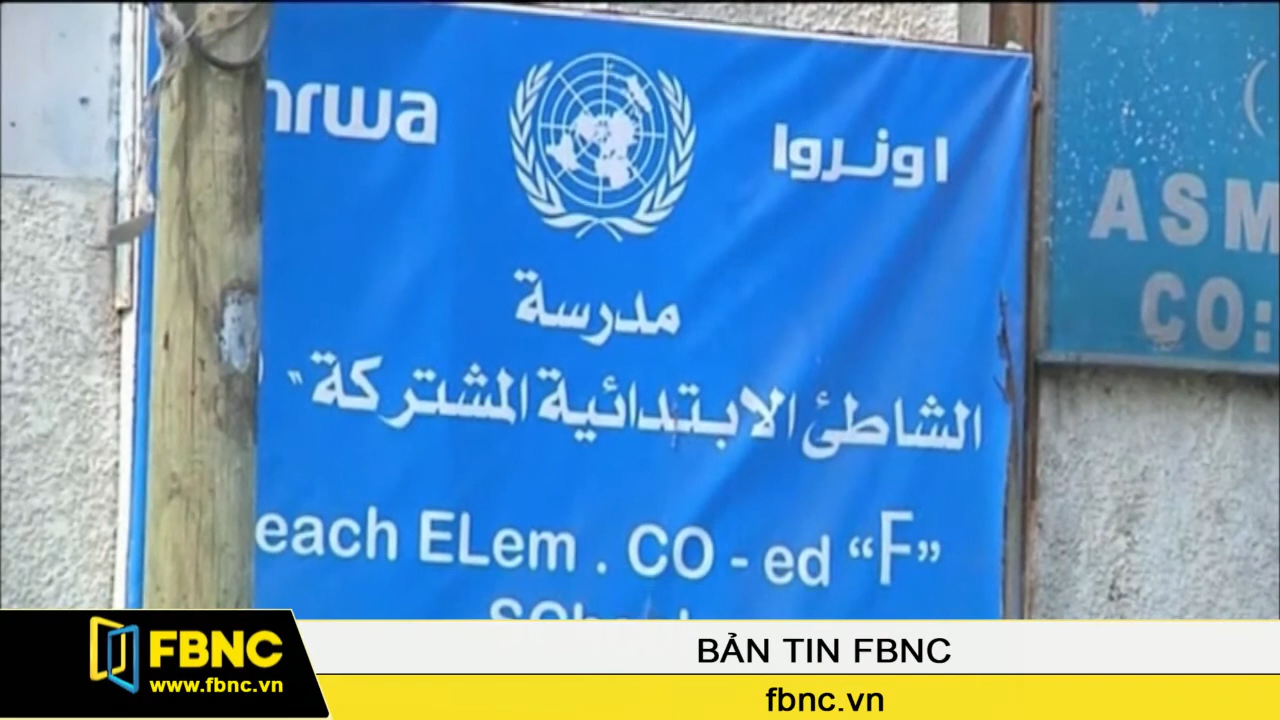 nrwa
اونروا
مدرسة
الشاطئ الابتدائية المشتركة "
each ELem . CO - ed “F”
ASM
CO:
FBNC
www.fbnc.vn
BẢN TIN FBNC
fbnc.vn